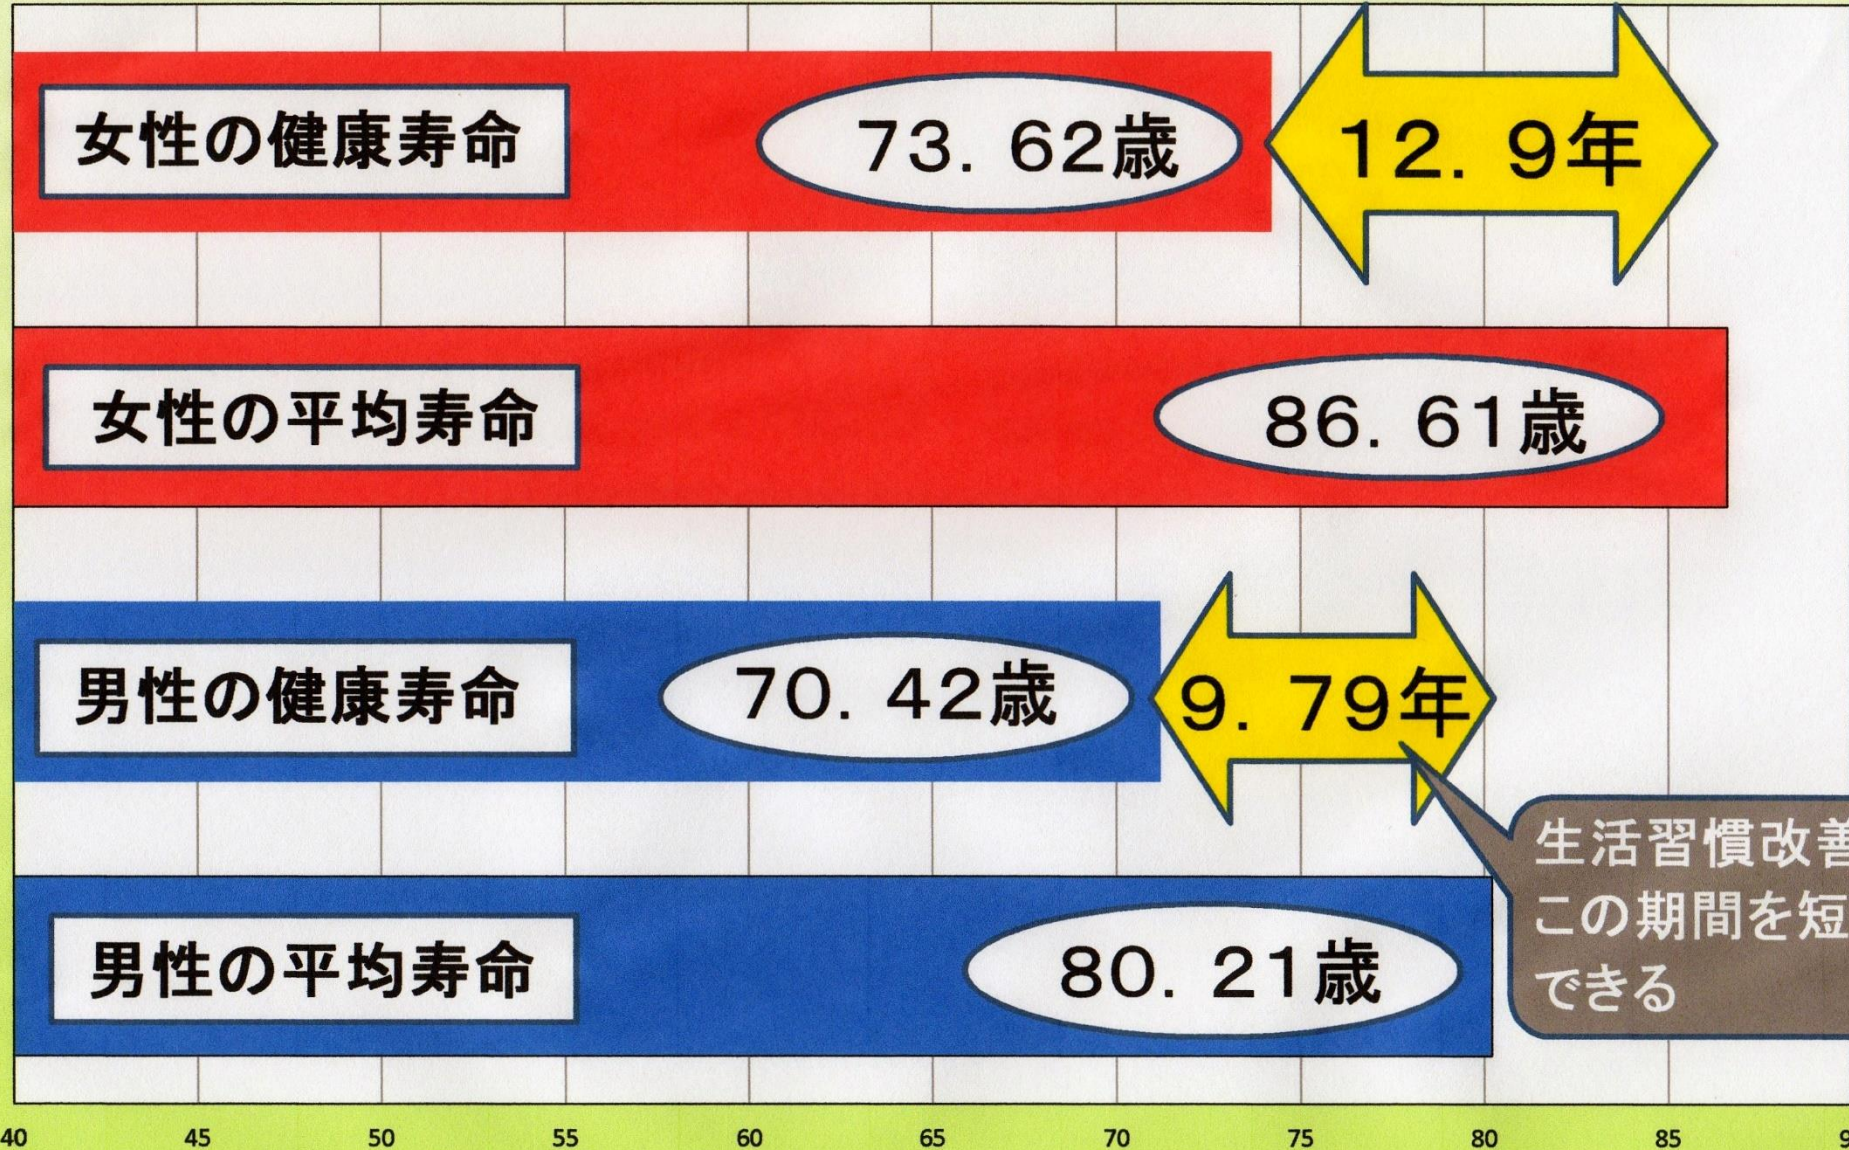 女性の健康寿命
73. 62歳
12. 9年
女性の平均寿命
86. 61歳
男性の健康寿命
70. 42歳
9. 79年
生活習慣改善
この期間を短
できる
男性の平均寿命
80. 21歳
40 45 50 55 60 65 70 75 80 85 9